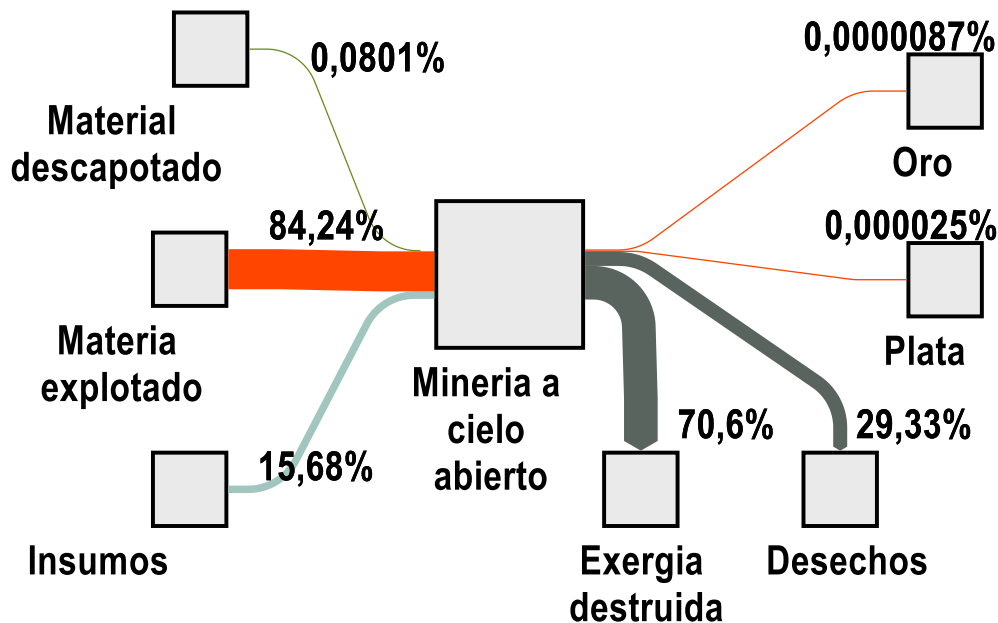 0,0801%
Material
descapotado
84,24%
Materia
explotado
15,68%
Insumos
Mineria a
cielo
abierto
0,0000087%
Oro
0,000025%
Plata
70,6%
Exergia
destruida
29,33%
Desechos